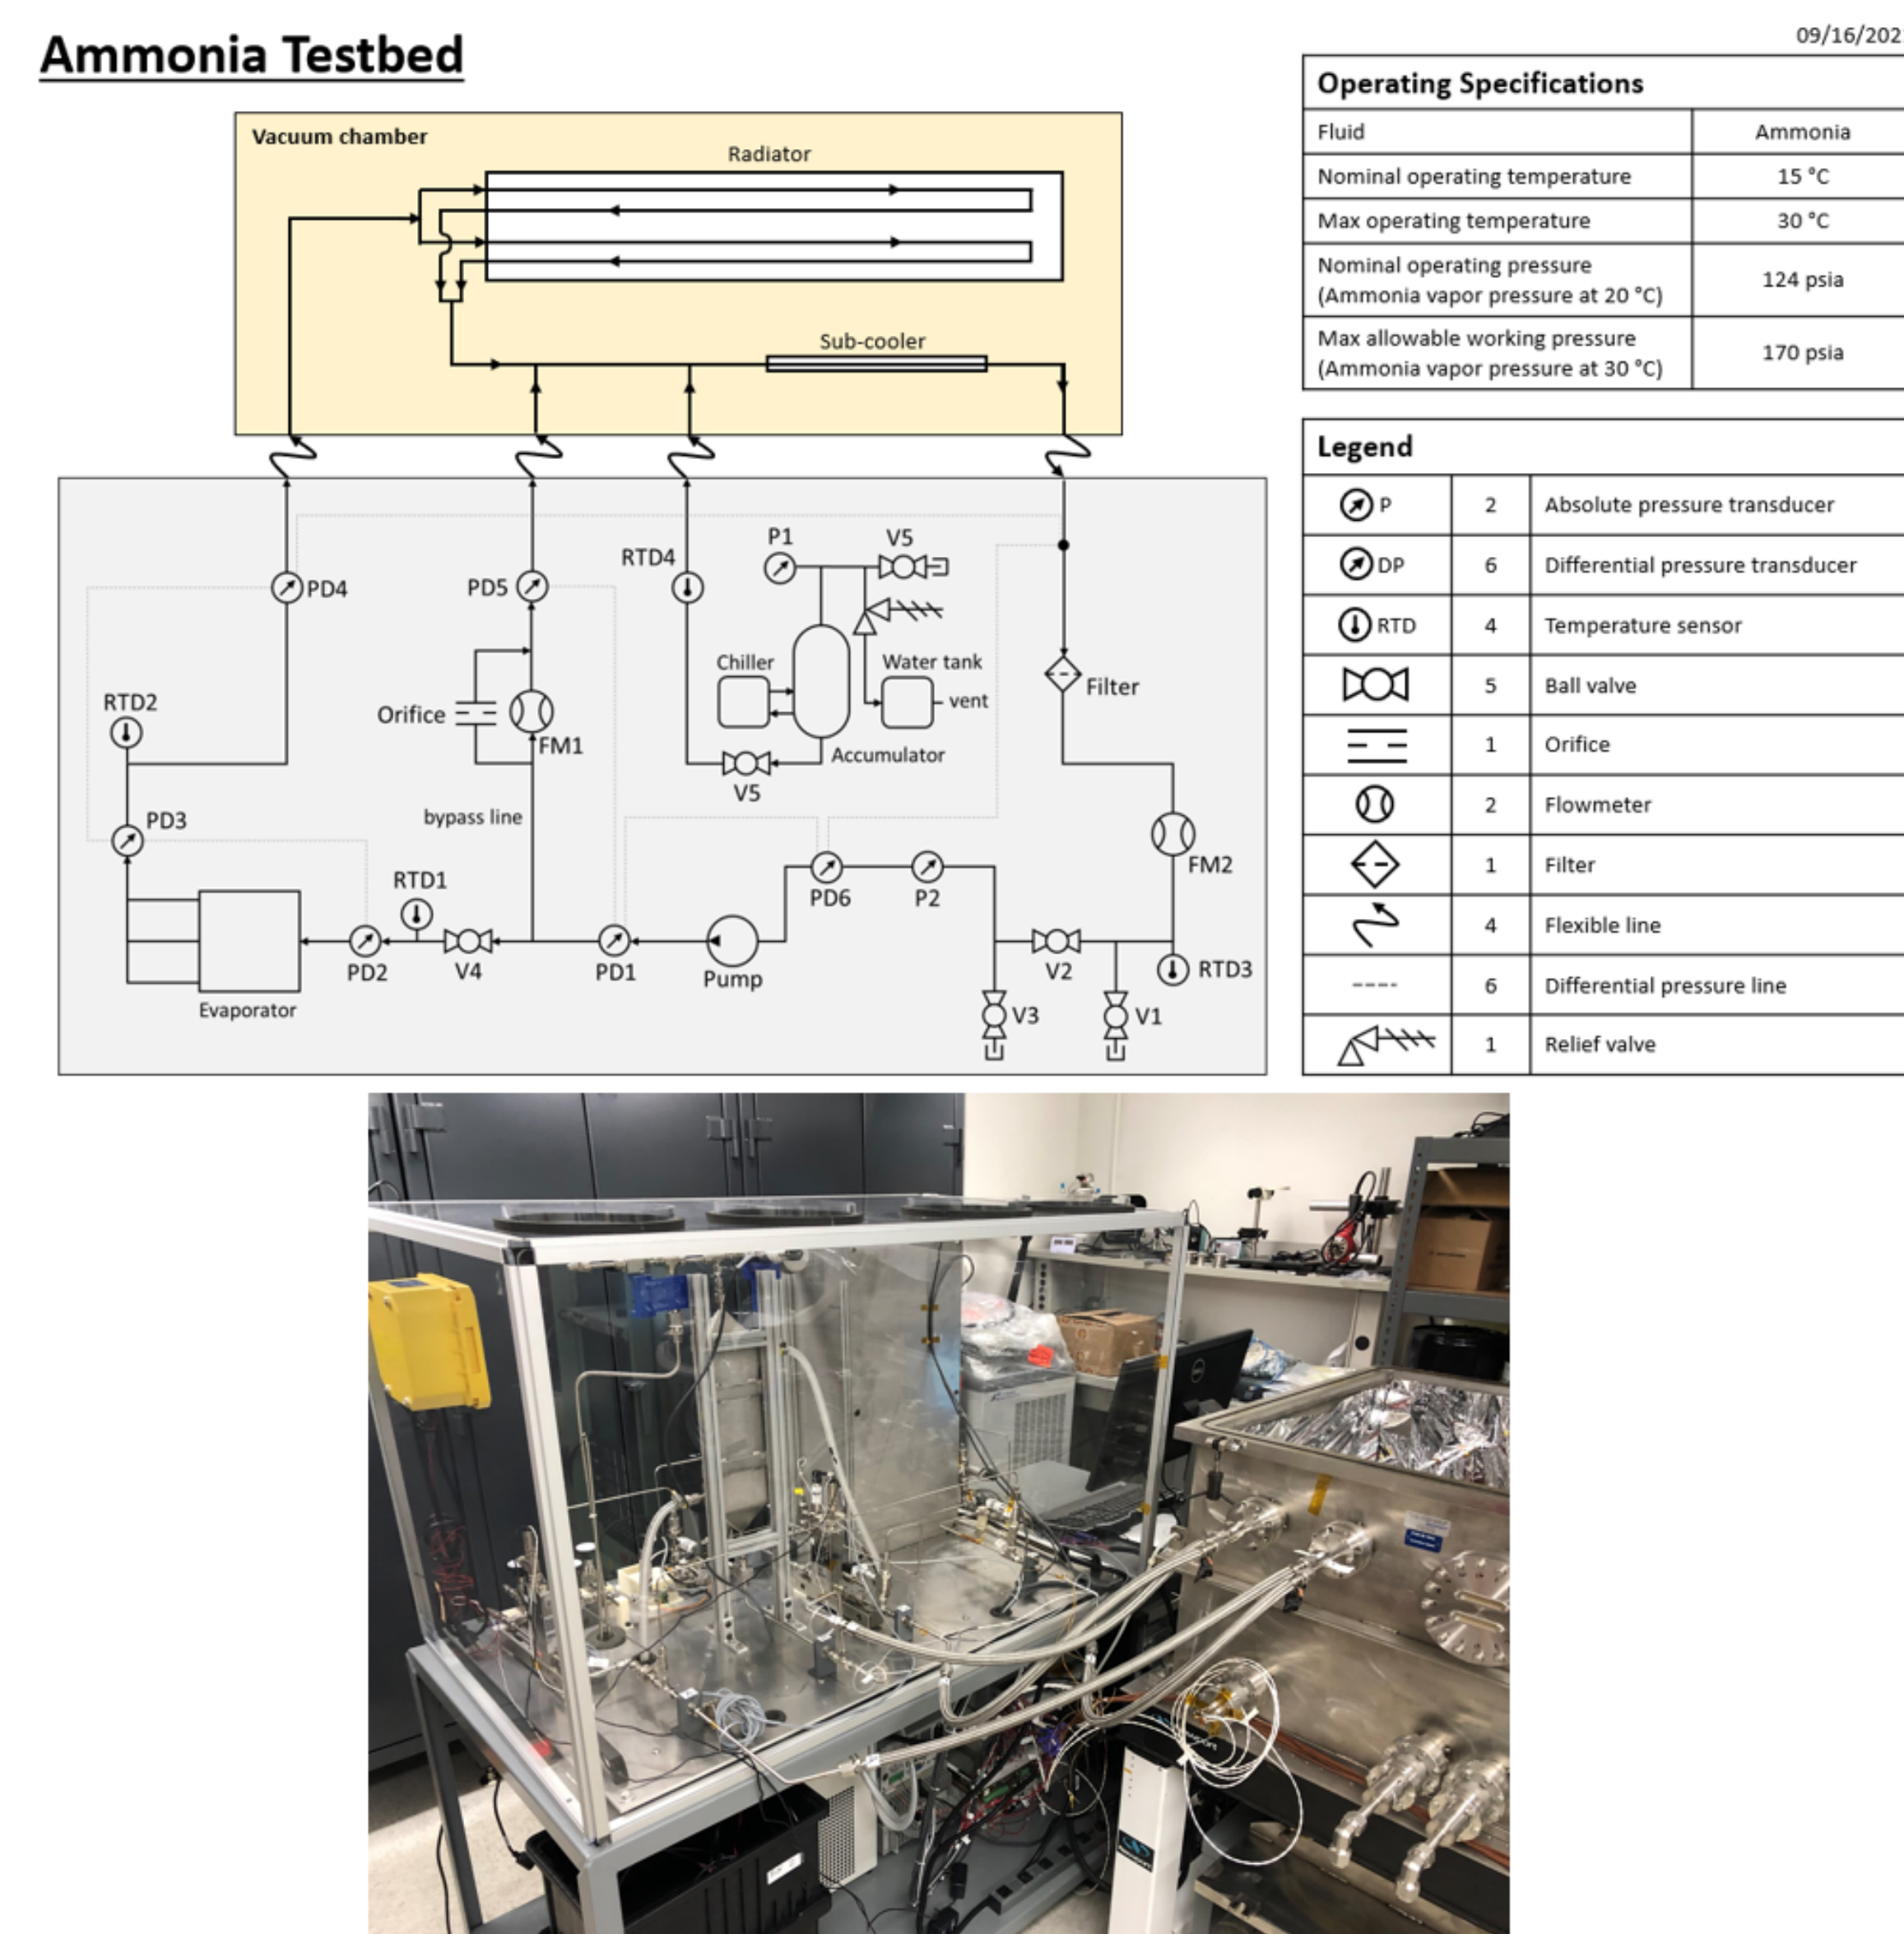 Ammonia Testbed
09/16/202
Vacuum chamber
Radiator
Sub-cooler
P1
V5
RTD4
PD4
PD5
Chiller
Water tank
vent
Filter
RTD2
Orifice
FM1
Accumulator
V5
PD3
bypass line
FM2
RTD1
PD6
P2
PD2
V4
PD1
Pump
V2
RTD3
Evaporator
V3
V1
Operating Specifications
Fluid Ammonia
Nominal operating temperature 15 °C
Max operating temperature 30 °C
Nominal operating pressure
(Ammonia vapor pressure at 20 °C) 124 psia
Max allowable working pressure
(Ammonia vapor pressure at 30 °C) 170 psia
Legend
P 2 Absolute pressure transducer
DP 6 Differential pressure transducer
RTD 4 Temperature sensor
5 Ball valve
1 Orifice
2 Flowmeter
1 Filter
4 Flexible line
6 Differential pressure line
1 Relief valve
DELL